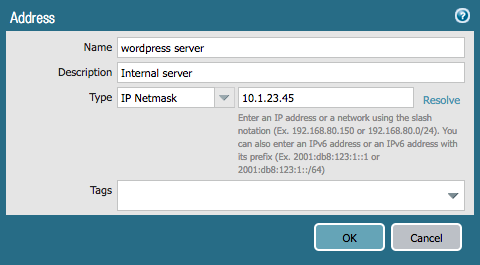 Address
Name wordpress server
Description Internal server
Type IP Netmask 10.1.23.45 Resolve
Enter an IP address or a network using the slash
notation (Ex. 192.168.80.150 or 192.168.80.0/24). You
can also enter an IPv6 address or an IPv6 address with
its prefix (Ex. 2001:db8:123:1::1 or
2001:db8:123:1::/64)
Tags
OK Cancel